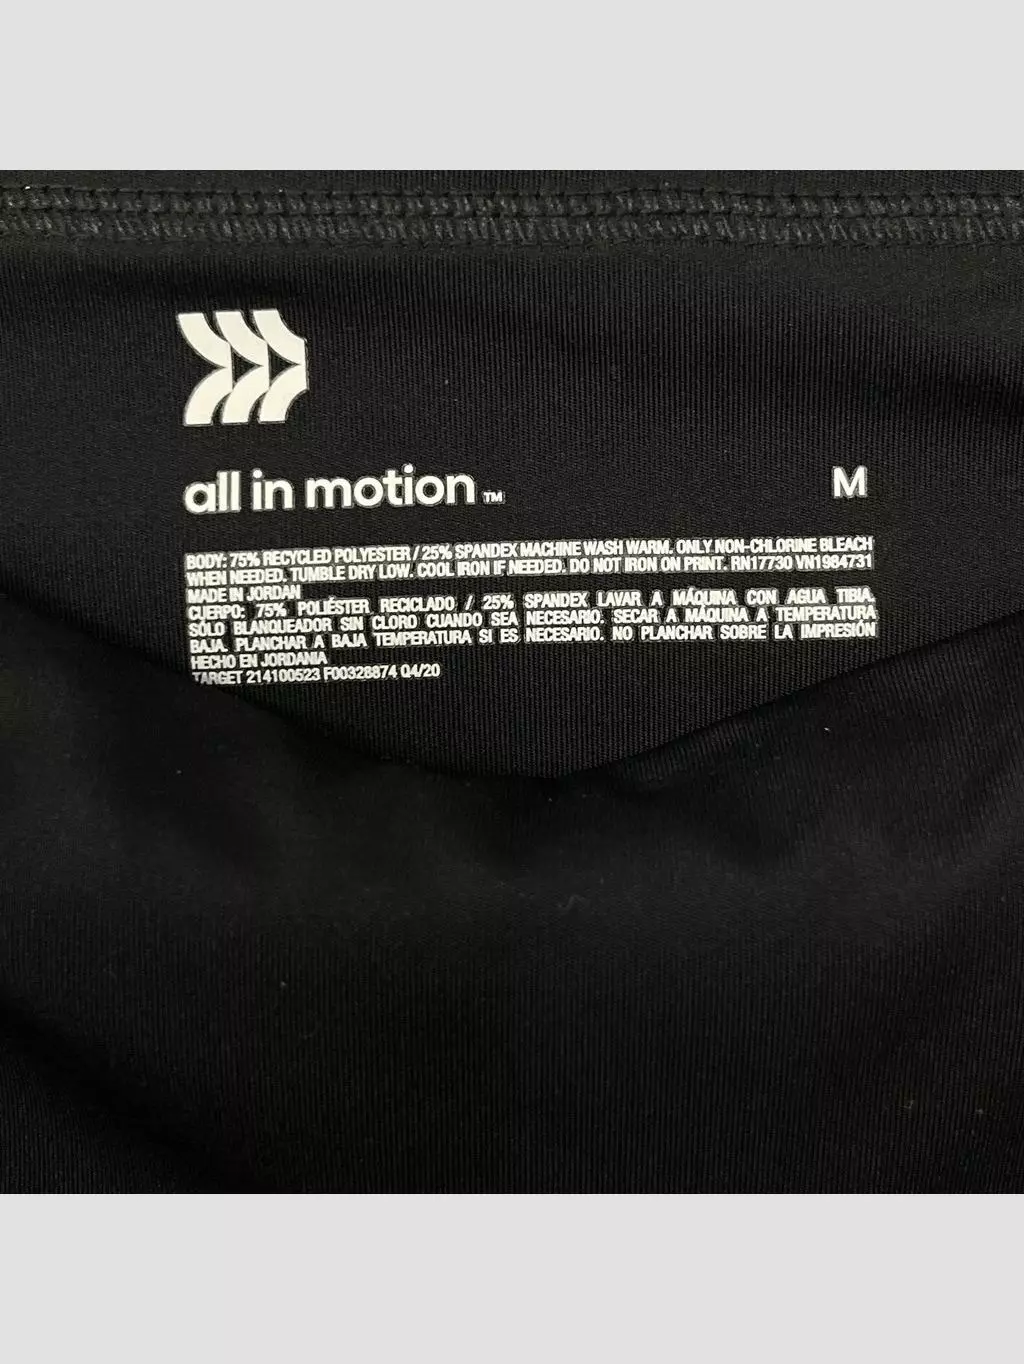 all in motion™
M
BODY: 75% RECYCLED POLYESTER / 25% SPANDEX MACHINE WASH WARM. ONLY NON-CHLORINE BLEACH
WHEN NEEDED. TUMBLE DRY LOW. COOL IRON IF NEEDED. DO NOT IRON ON PRINT. RN17730 VN1984731
MADE IN JORDAN
CUERPO: 75% POLIÉSTER RECICLADO / 25% SPANDEX LAVAR A MÁQUINA CON AGUA TIBIA.
SÓLO BLANQUEADOR SIN CLORO CUANDO SEA NECESARIO. SECAR A MÁQUINA A TEMPERATURA
BAJA. PLANCHAR A BAJA TEMPERATURA SI ES NECESARIO. NO PLANCHAR SOBRE LA IMPRESIÓN
HECHO EN JORDANIA
TARGET 214100523 F00328874 Q4/20